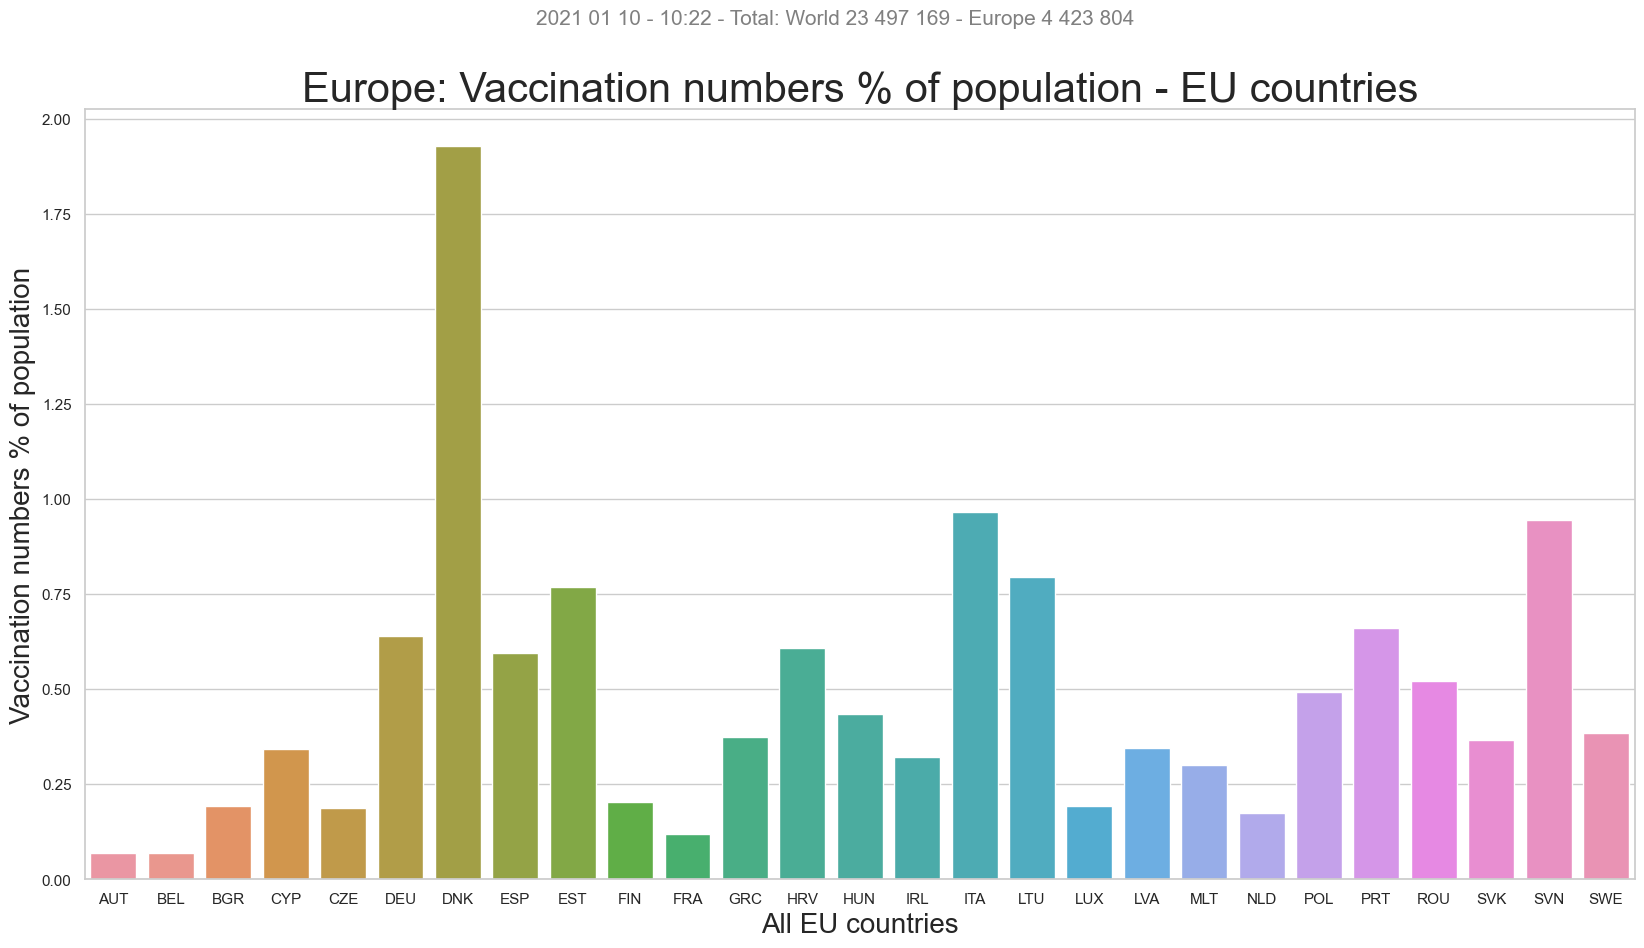 2021 01 10 - 10:22 - Total: World 23 497 169 - Europe 4 423 804
Europe: Vaccination numbers % of population - EU countries
Vaccination numbers % of population
2.00
1.75
1.50
1.25
1.00
0.75
0.50
0.25
0.00
AUT BEL BGR CYP CZE DEU DNK ESP EST FIN FRA GRC HRV HUN IRL ITA LTU LUX LVA MLT NLD POL PRT ROU SVK SVN SWE
All EU countries